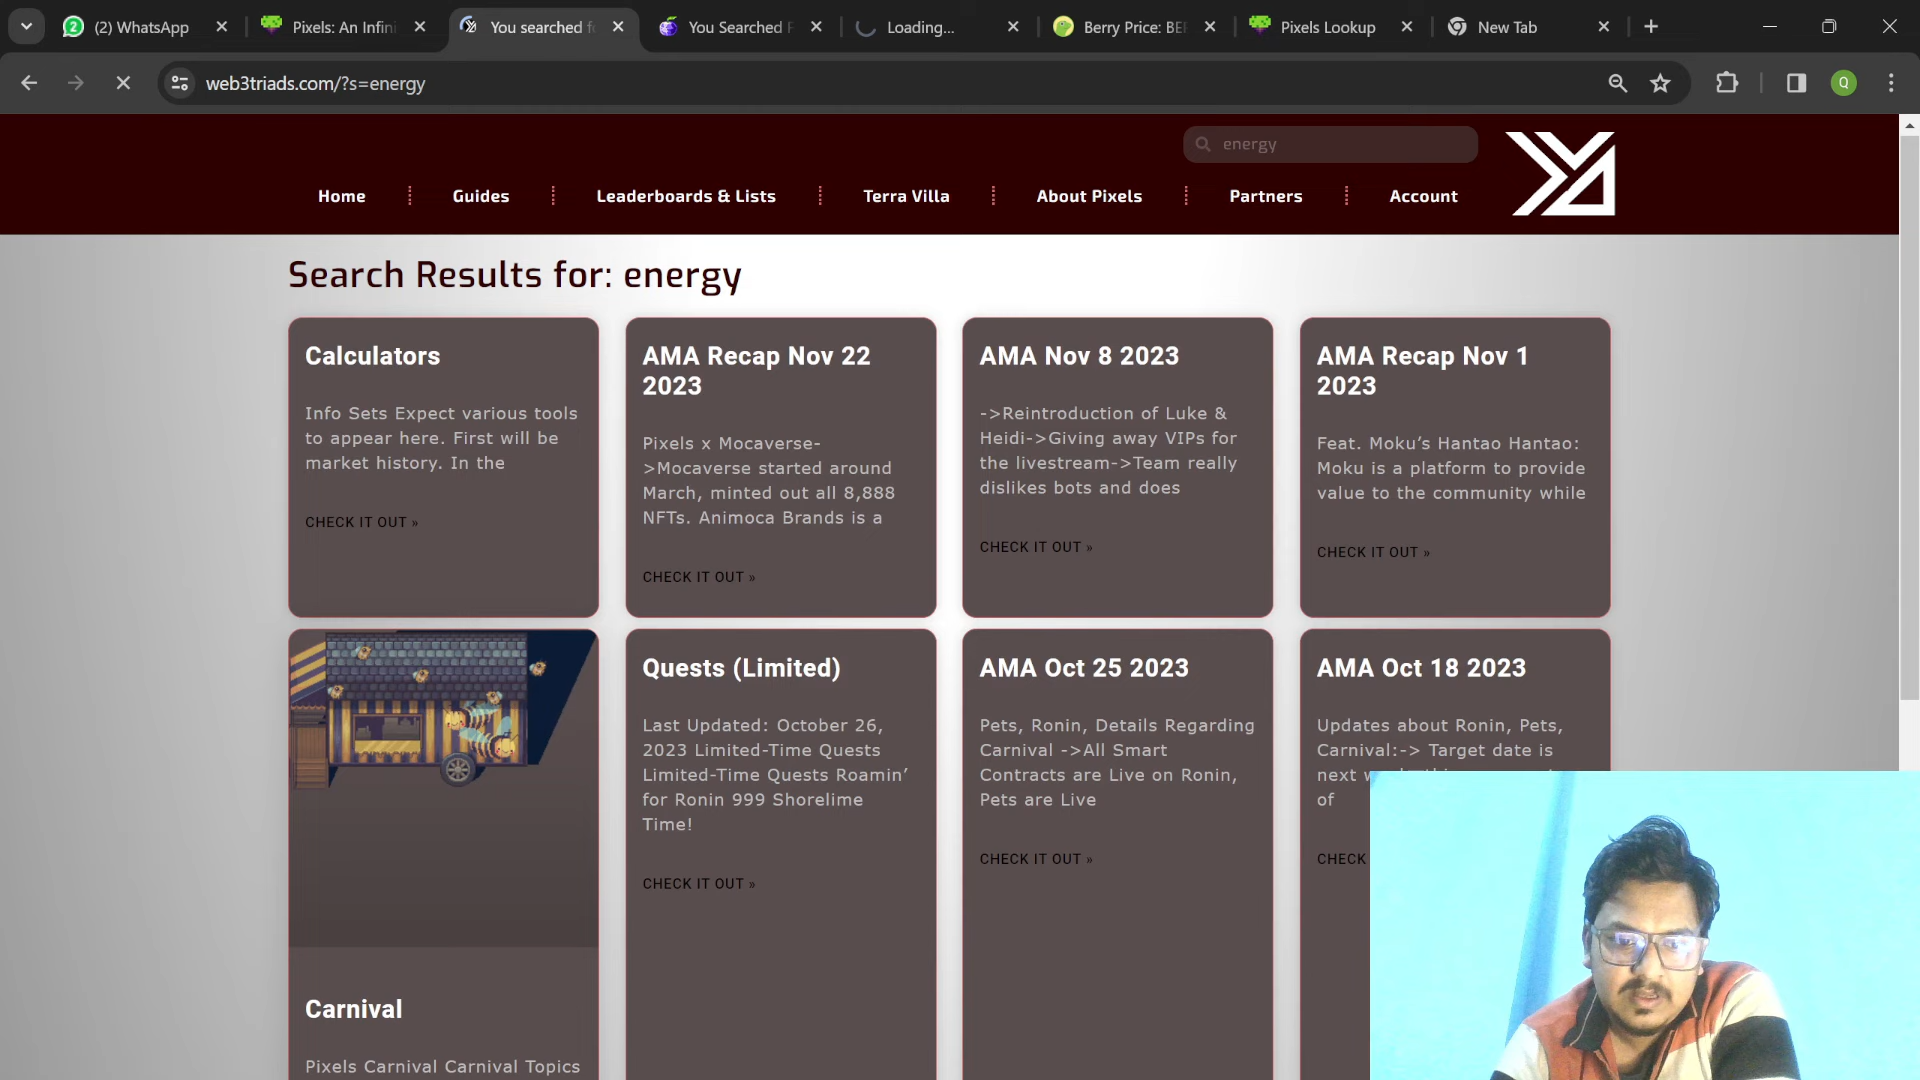 (2) WhatsApp
Pixels: An Infini
You searched fo
You Searched F
Loading...
Berry Price: BER
Pixels Lookup
New Tab
web3triads.com/?s=energy
Q
energy
Home
Guides
Leaderboards & Lists
Terra Villa
About Pixels
Partners
Account
Search Results for: energy
Calculators
Info Sets Expect various tools
to appear here. First will be
market history. In the
CHECK IT OUT »
AMA Recap Nov 22
2023
Pixels x Mocaverse-
>Mocaverse started around
March, minted out all 8,888
NFTs. Animoca Brands is a
CHECK IT OUT »
AMA Nov 8 2023
->Reintroduction of Luke &
Heidi->Giving away VIPs for
the livestream->Team really
dislikes bots and does
CHECK IT OUT »
AMA Recap Nov 1
2023
Feat. Moku’s Hantao Hantao:
Moku is a platform to provide
value to the community while
CHECK IT OUT »
Carnival
Pixels Carnival Carnival Topics
Quests (Limited)
Last Updated: October 26,
2023 Limited-Time Quests
Limited-Time Quests Roamin’
for Ronin 999 Shorelime
Time!
CHECK IT OUT »
AMA Oct 25 2023
Pets, Ronin, Details Regarding
Carnival ->All Smart
Contracts are Live on Ronin,
Pets are Live
CHECK IT OUT »
AMA Oct 18 2023
Updates about Ronin, Pets,
Carnival:-> Target date is
next
of
CHECK